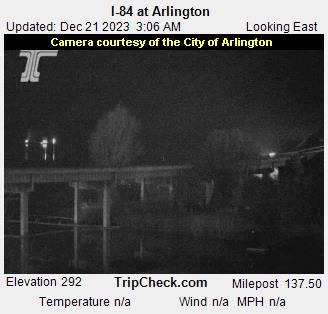 I-84 at Arlington
Updated: Dec 21 2023 3:06 AM Looking East
Camera courtesy of the City of Arlington
Elevation 292 TripCheck.com Milepost 137.50
Temperature n/a Wind n/a MPH n/a